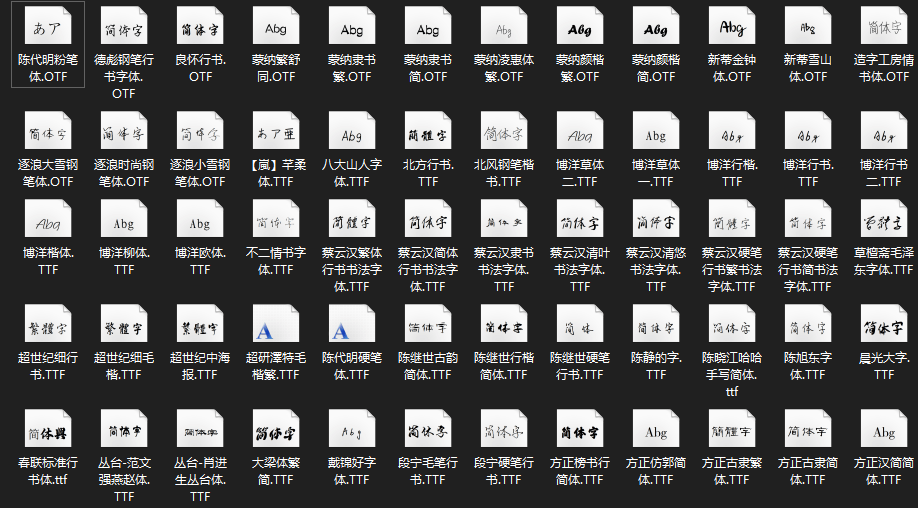 あア
陈代明粉笔
体.OTF
简体字
德彪钢笔行
书字体.
OTF
简体字
良怀行书.
OTF
Abg
蒙纳繁舒
同.OTF
Abg
蒙纳隶书
繁.OTF
Abg
蒙纳隶书
简.OTF
Abg
蒙纳凌惠体
繁.OTF
Abg
蒙纳颜楷
繁.OTF
Abg
蒙纳颜楷
简.OTF
Abg
新蒂金钟
体.OTF
Abg
新蒂雪山
体.OTF
简体字
造字工房情
书体.OTF
简体字
逐浪大雪钢
笔体.OTF
简体字
逐浪时尚钢
笔体.OTF
简体字
逐浪小雪钢
笔体.OTF
あア亜
【嵐】芊柔
体.TTF
Abg
八大山人字
体.TTF
简體字
北方行书.
TTF
简体字
北风钢笔楷
书.TTF
Abg
博洋草体
二.TTF
Abg
博洋草体
一.TTF
Abg
博洋行楷.
TTF
Abg
博洋行书.
TTF
Abg
博洋行书
二.TTF
Abg
博洋楷体.
TTF
Abg
博洋柳体.
TTF
Abg
博洋欧体.
TTF
简体字
不二情书字
体.TTF
简體字
蔡云汉繁体
行书书法字
体.TTF
简体字
蔡云汉简体
行书书法字
体.TTF
简体字
蔡云汉隶书
书法字体.
TTF
简体字
蔡云汉清叶
书法字体.
TTF
简体字
蔡云汉清悠
书法字体.
TTF
简體字
蔡云汉硬笔
行书繁书法
字体.TTF
简体字
蔡云汉硬笔
行书简书法
字体.TTF
草檀斋毛泽
东字体.TTF
繁體字
超世纪细行
书.TTF
繁體字
超世纪细毛
楷.TTF
繁體字
超世纪中海
报.TTF
A
超研澤特毛
楷繁.TTF
A
陈代明硬笔
体.TTF
简体字
陈继世古韵
简体.TTF
简体字
陈继世行楷
简体.TTF
简体
陈继世硬笔
行书.TTF
简体字
陈静的字.
TTF
简体字
陈晓江哈哈
手写简体.
ttf
简体字
陈旭东字
体.TTF
简体字
晨光大字.
TTF
简体興
春联标准行
书体.ttf
简体字
丛台-范文
强燕赵体.
TTF
简体字
丛台-肖进
生丛台体.
TTF
简体字
大梁体繁
简.TTF
Abg
戴锦好字
体.TTF
简体字
段宁毛笔行
书.TTF
简体字
段宁硬笔行
书.TTF
简体字
方正榜书行
简体.TTF
Abg
方正仿郭简
体.TTF
簡體字
方正古隶繁
体.TTF
简体字
方正古隶简
体.TTF
Abg
方正汉简简
体.TTF